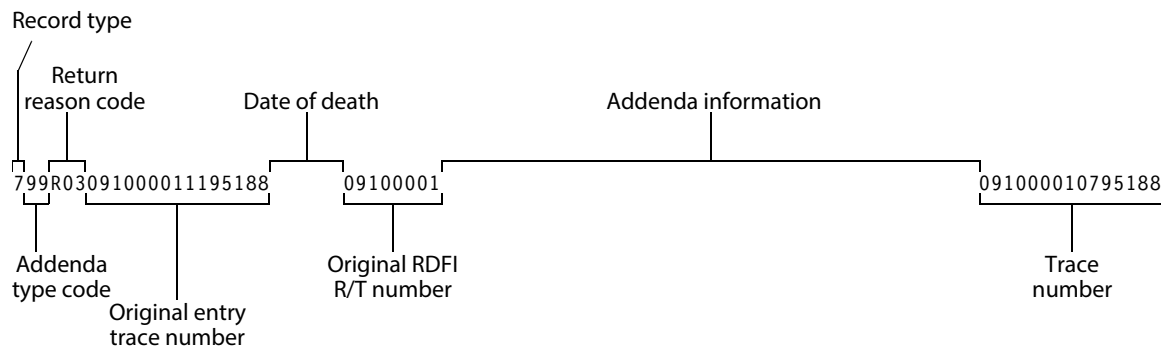 Record type
Return
reason code
Date of death
Addenda information
799R03091000011195188 09100001 091000010795188
Addenda
type code
Original entry
trace number
Original RDFI
R/T number
Trace
number